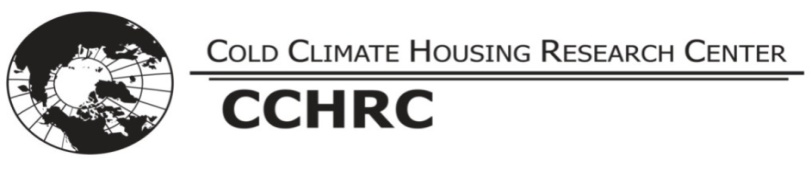 COLD CLIMATE HOUSING RESEARCH CENTER
CCHRC